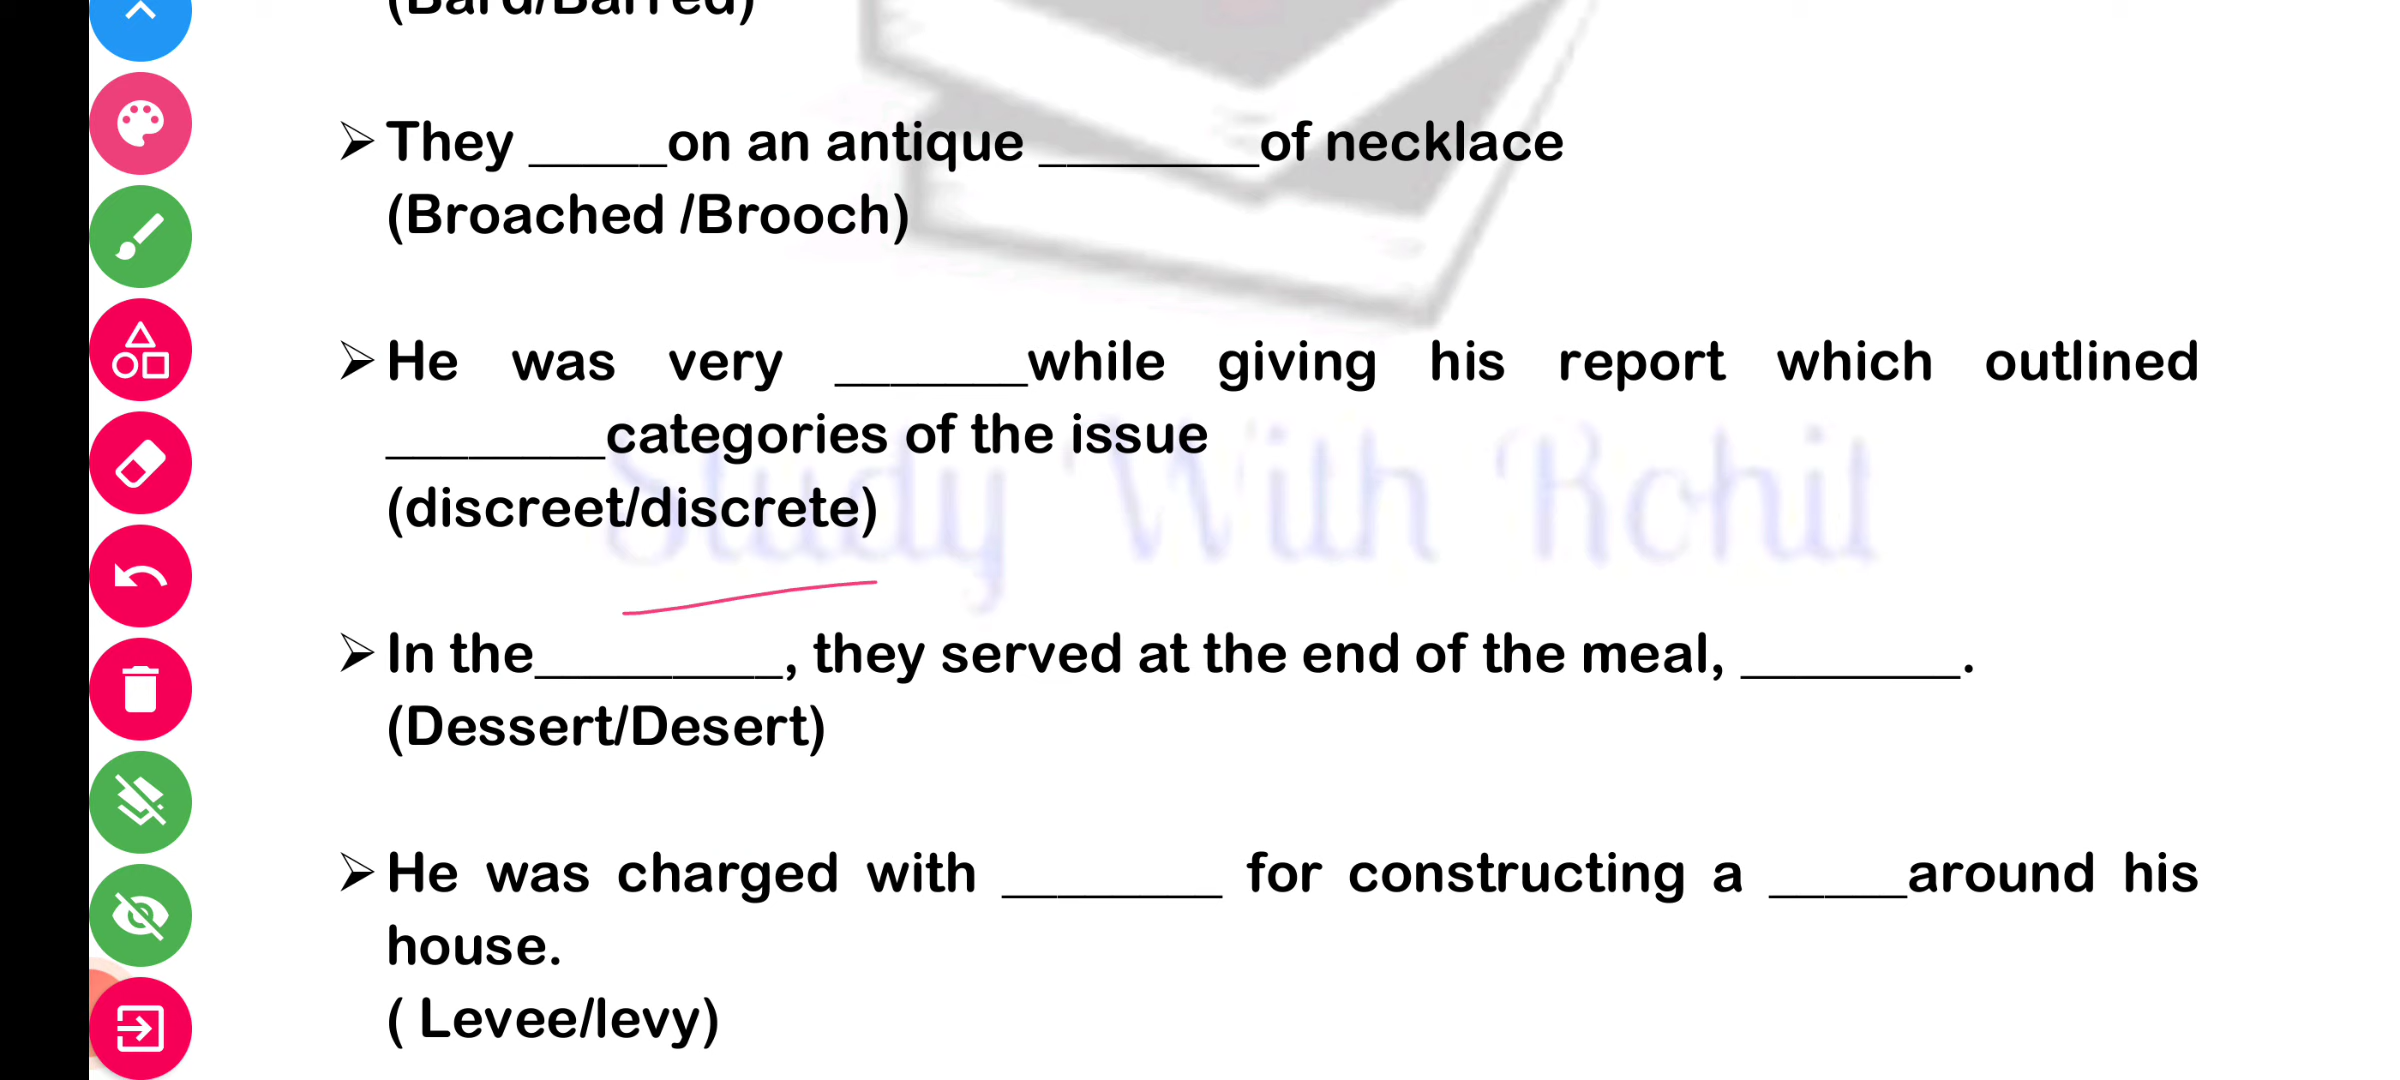 (Bard/Barred)
➢ They _____on an antique ________of necklace
(Broached /Brooch)
➢ He was very _______while giving his report which outlined
________categories of the issue
(discreet/discrete)
Study With Rohit
➢ In the_________, they served at the end of the meal, ________.
(Dessert/Desert)
➢ He was charged with ________ for constructing a _____around his
house.
( Levee/levy)